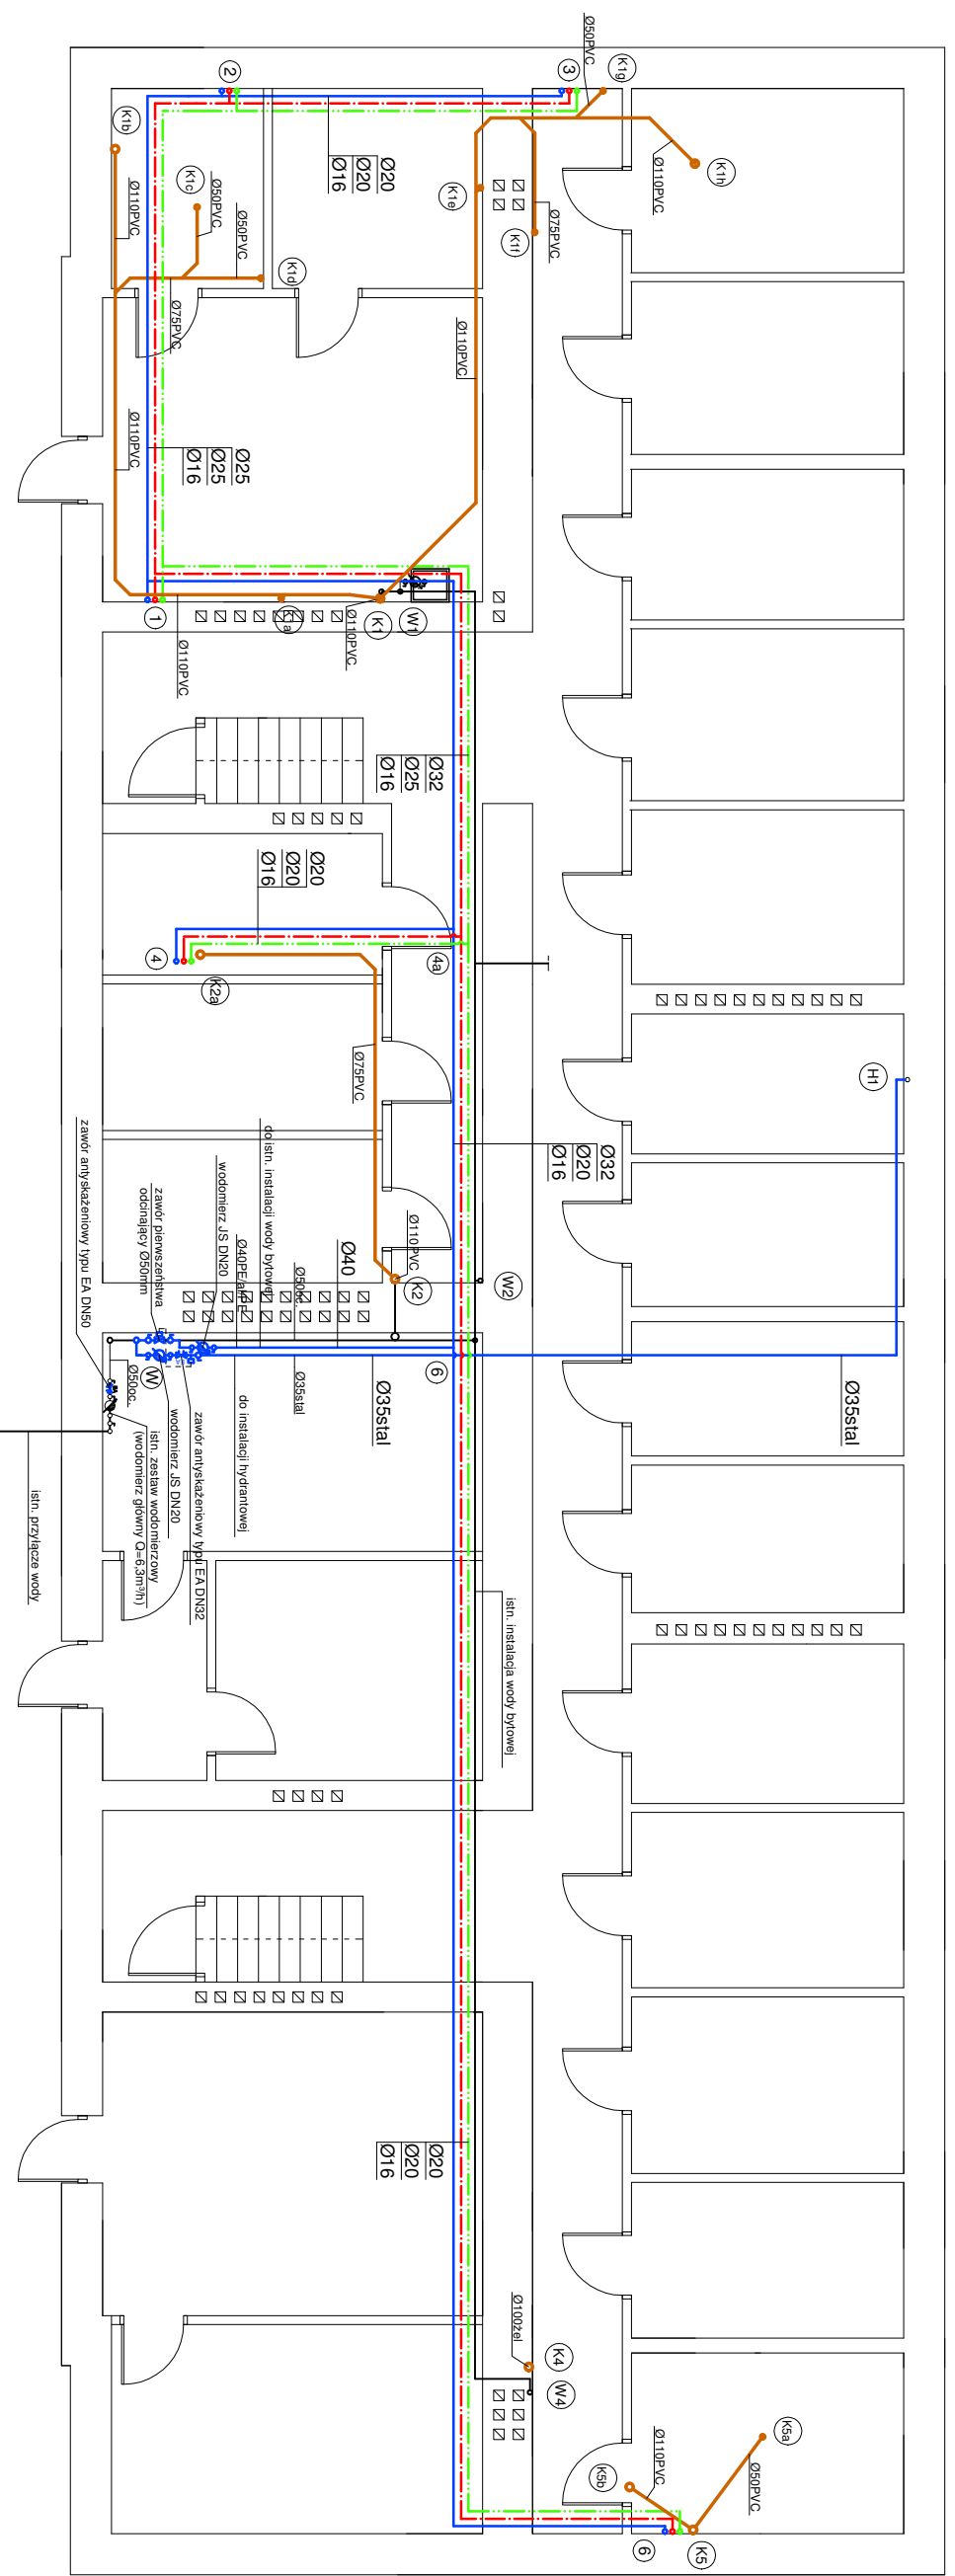 Ø50PVC
K1g
3
2
K1b
K1h
Ø110PVC
Ø20
Ø20
Ø16
K1c
Ø50PVC
Ø50PVC
K1e
K1f
Ø75PVC
Ø110PVC
K1d
Ø75PVC
Ø110PVC
Ø110PVC
Ø25
Ø25
Ø16
1
K1a
K1
W1
Ø110PVC
Ø110PVC
Ø32
Ø25
Ø16
Ø20
Ø20
Ø16
4
K2a
4a
Ø75PVC
H1
Ø32
Ø20
Ø16
zawór antyskażeniowy typu EA DN50
zawór pierwszeństwa
odcinający Ø50mm
wodomierz JS DN20
do istn. instalacji wody bytowej
Ø40PE/al/PE
Ø50oc.
Ø40
Ø110PVC
K2
W2
6
W
Ø50oc.
Ø35stal
Ø35stal
Ø35stal
do instalacji hydrantowej
zawór antyskażeniowy typu EA DN32
wodomierz JS DN20
istn. zestaw wodomierzowy
(wodomierz główny Q=6,3m³/h)
istn. przyłącze wody
istn. instalacja wody bytowej
Ø20
Ø20
Ø16
Ø100żel
K4
W4
K5a
Ø50PVC
Ø110PVC
K5b
K5
6